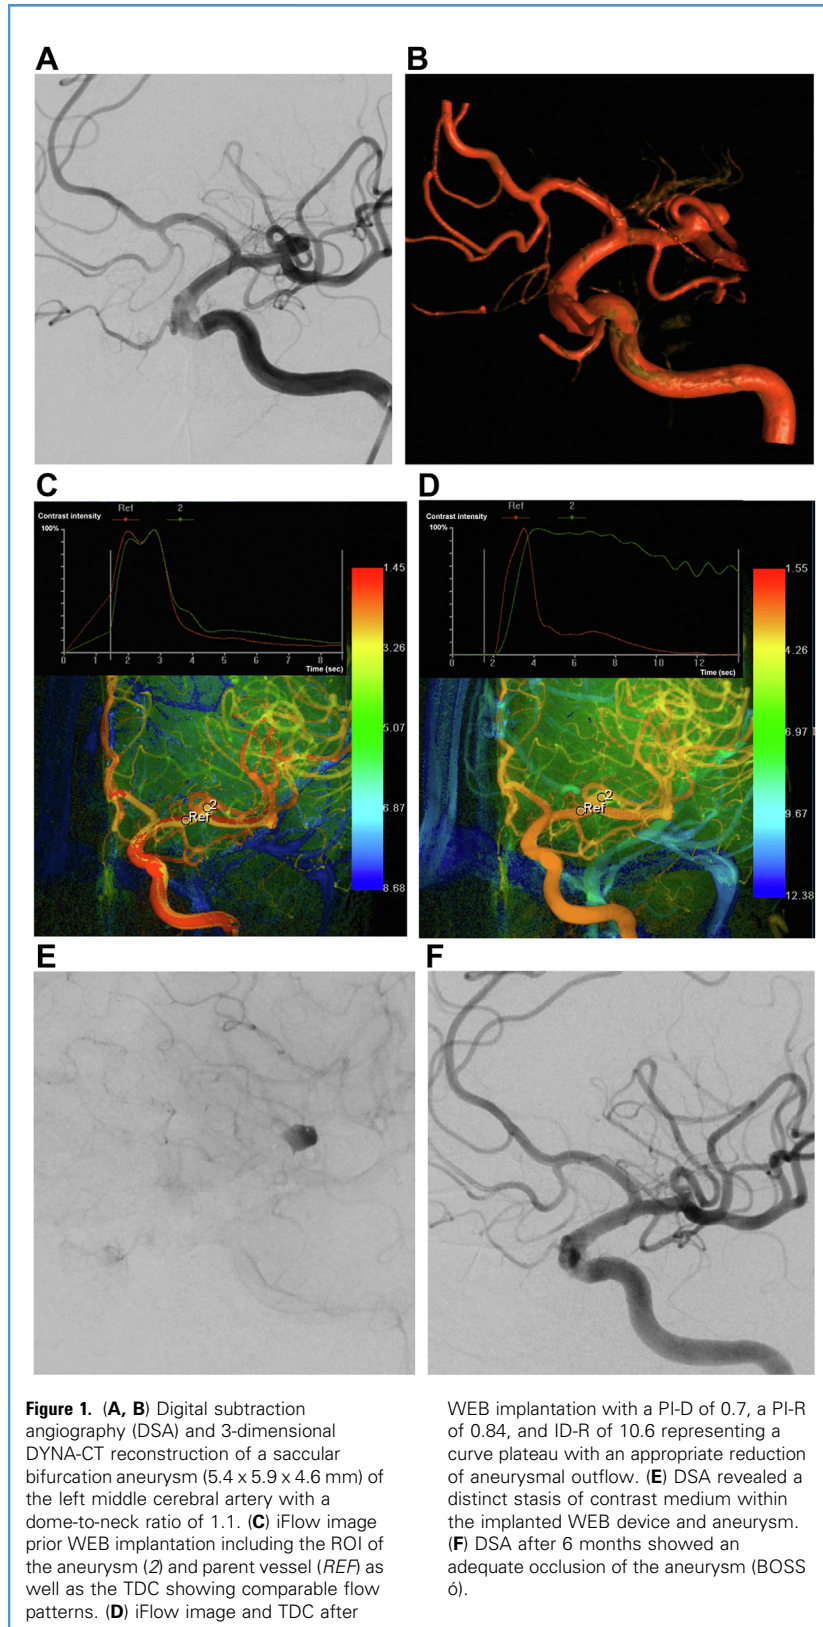 A
B
C
Ref
2
Contrast intensity
100%
0
1
2
3
4
5
6
7
8
Time (sec)
1.45
3.26
5.07
6.87
8.68
2
Ref
D
Ref
2
Contrast intensity
100%
0
2
4
6
8
10
12
Time (sec)
1.55
4.26
6.97
9.67
12.38
2
Ref
E
F
Figure 1. (A, B) Digital subtraction
angiography (DSA) and 3-dimensional
DYNA-CT reconstruction of a saccular
bifurcation aneurysm (5.4 x 5.9 x 4.6 mm) of
the left middle cerebral artery with a
dome-to-neck ratio of 1.1. (C) iFlow image
prior WEB implantation including the ROI of
the aneurysm (2) and parent vessel (REF) as
well as the TDC showing comparable flow
patterns. (D) iFlow image and TDC after
WEB implantation with a PI-D of 0.7, a PI-R
of 0.84, and ID-R of 10.6 representing a
curve plateau with an appropriate reduction
of aneurysmal outflow. (E) DSA revealed a
distinct stasis of contrast medium within
the implanted WEB device and aneurysm.
(F) DSA after 6 months showed an
adequate occlusion of the aneurysm (BOSS
ó).